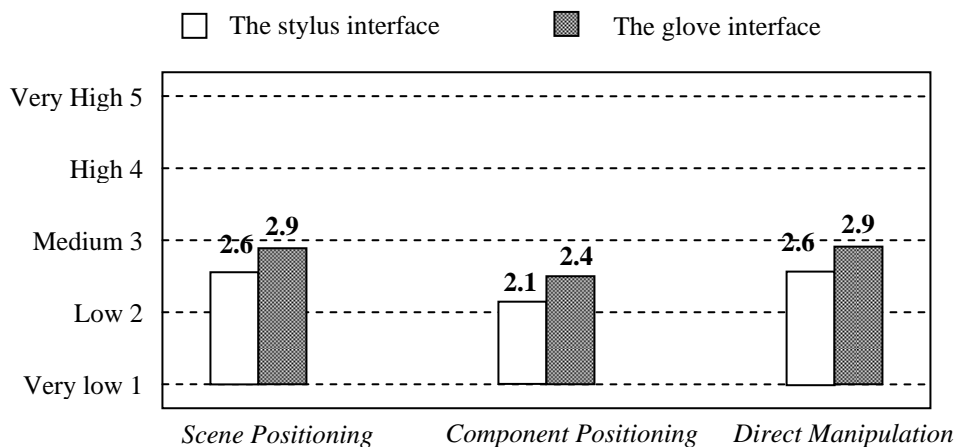 The stylus interface
The glove interface
Very High 5
High 4
Medium 3
Low 2
Very low 1
2.6
2.9
2.1
2.4
2.6
2.9
Scene Positioning
Component Positioning
Direct Manipulation